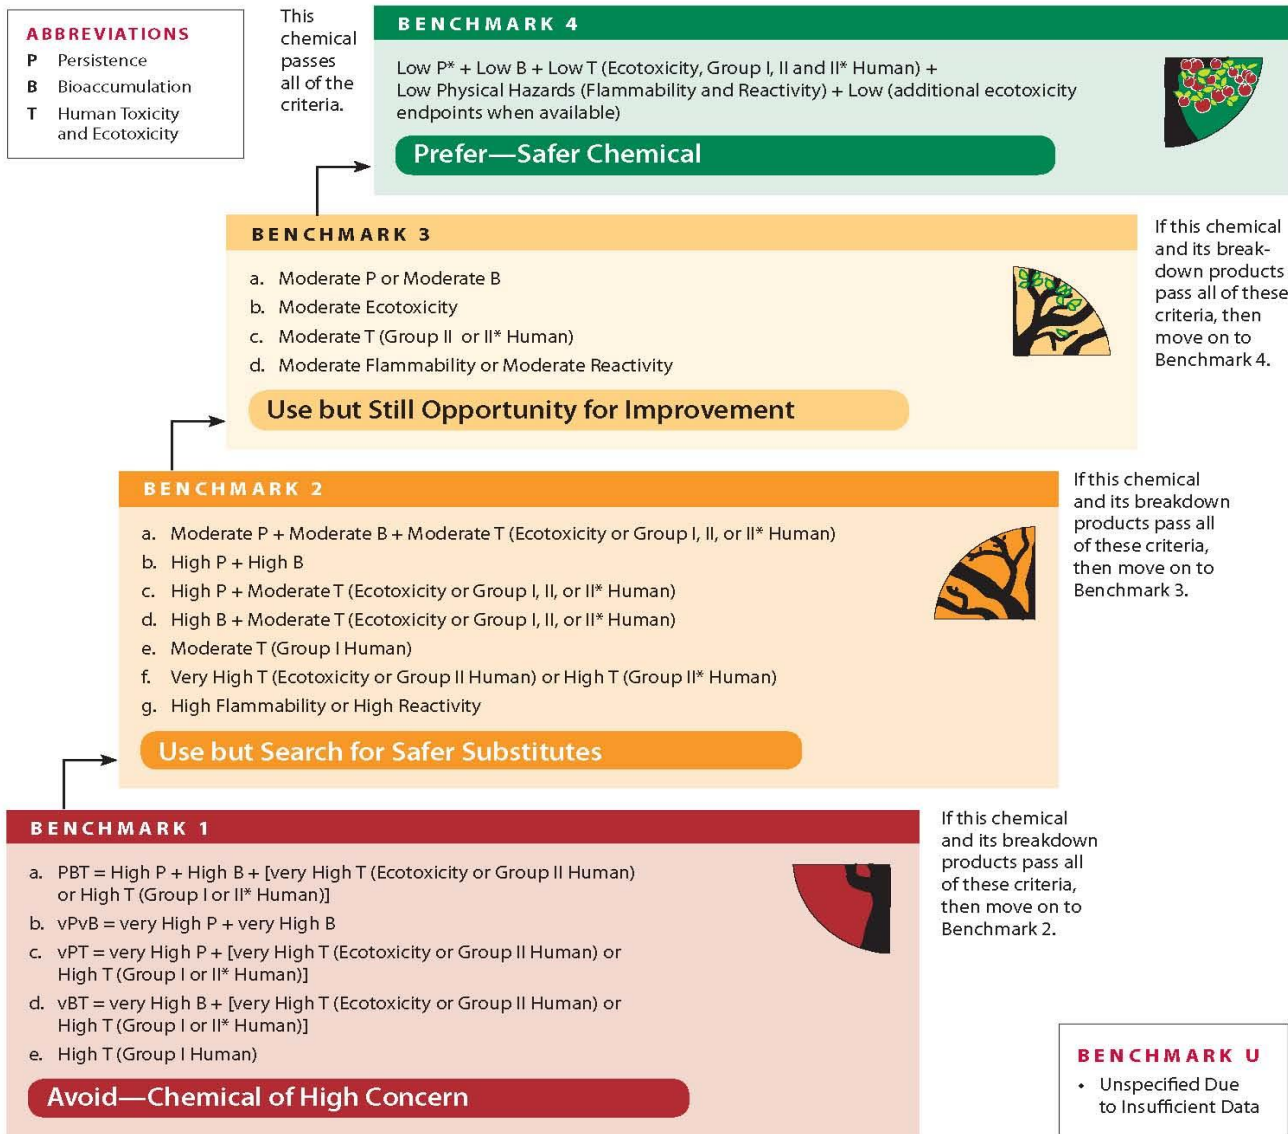 ABBREVIATIONS
P Persistence
B Bioaccumulation
T Human Toxicity
and Ecotoxicity
This
chemical
passes
all of the
criteria.
BENCHMARK 4
Low P* + Low B + Low T (Ecotoxicity, Group I, II and II* Human) +
Low Physical Hazards (Flammability and Reactivity) + Low (additional ecotoxicity
endpoints when available)
Prefer—Safer Chemical
BENCHMARK 3
a. Moderate P or Moderate B
b. Moderate Ecotoxicity
c. Moderate T (Group II or II* Human)
d. Moderate Flammability or Moderate Reactivity
Use but Still Opportunity for Improvement
If this chemical
and its break-
down products
pass all of these
criteria, then
move on to
Benchmark 4.
BENCHMARK 2
a. Moderate P + Moderate B + Moderate T (Ecotoxicity or Group I, II, or II* Human)
b. High P + High B
c. High P + Moderate T (Ecotoxicity or Group I, II, or II* Human)
d. High B + Moderate T (Ecotoxicity or Group I, II, or II* Human)
e. Moderate T (Group I Human)
f. Very High T (Ecotoxicity or Group II Human) or High T (Group II* Human)
g. High Flammability or High Reactivity
Use but Search for Safer Substitutes
If this chemical
and its breakdown
products pass all
of these criteria,
then move on to
Benchmark 3.
BENCHMARK 1
a. PBT = High P + High B + [very High T (Ecotoxicity or Group II Human)
or High T (Group I or II* Human)]
b. vPvB = very High P + very High B
c. vPT = very High P + [very High T (Ecotoxicity or Group II Human) or
High T (Group I or II* Human)]
d. vBT = very High B + [very High T (Ecotoxicity or Group II Human) or
High T (Group I or II* Human)]
e. High T (Group I Human)
Avoid—Chemical of High Concern
If this chemical
and its breakdown
products pass all
of these criteria,
then move on to
Benchmark 2.
BENCHMARK U
• Unspecified Due
to Insufficient Data